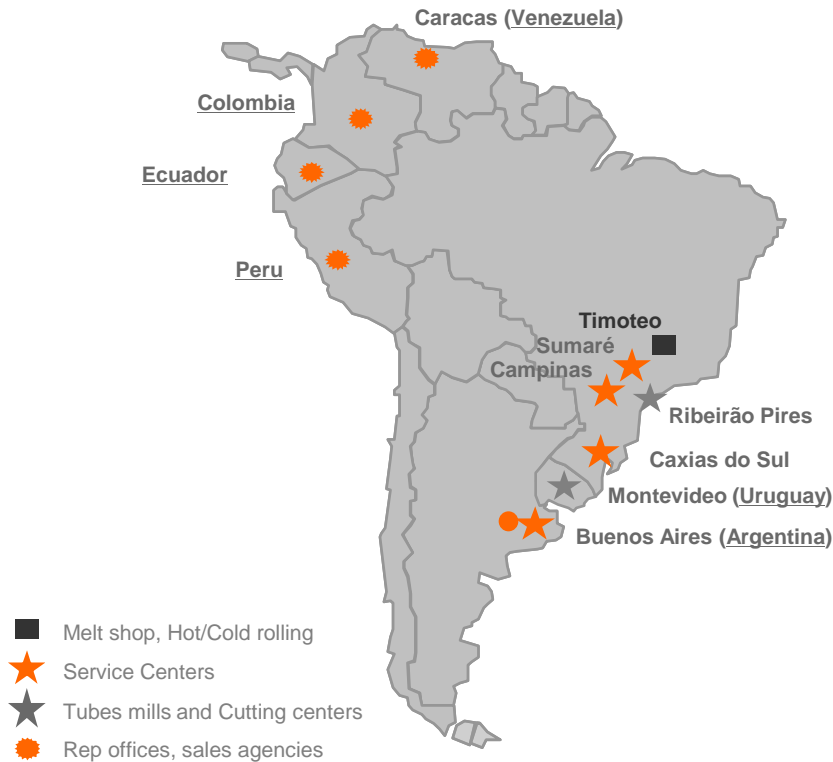 Caracas (Venezuela)
Colombia
Ecuador
Peru
Timoteo
Sumaré
Campinas
Ribeirão Pires
Caxias do Sul
Montevideo (Uruguay)
Buenos Aires (Argentina)
Melt shop, Hot/Cold rolling
Service Centers
Tubes mills and Cutting centers
Rep offices, sales agencies